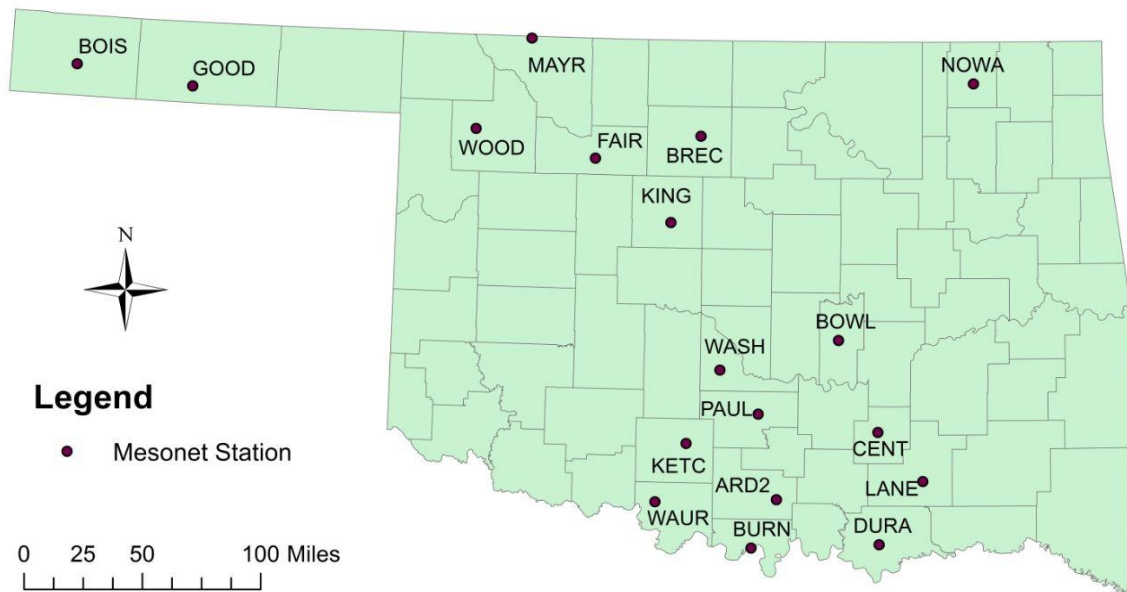 BOIS
GOOD
MAYR
NOWA
WOOD
FAIR
BREC
KING
N
BOWL
WASH
Legend
PAUL
Mesonet Station
CENT
KETC
ARD2
LANE
WAUR
BURN
DURA
0 25 50 100 Miles